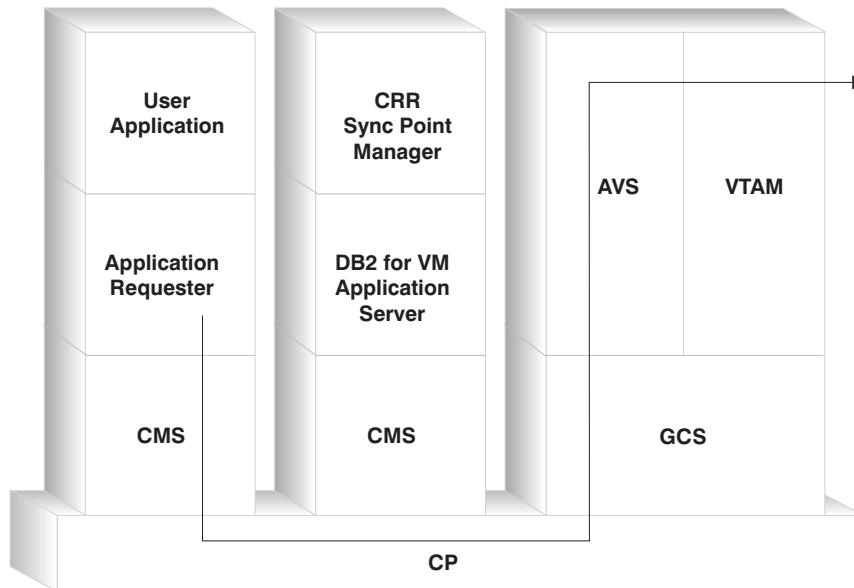 User
Application
CRR
Sync Point
Manager
AVS
VTAM
Application
Requester
DB2 for VM
Application
Server
CMS
CMS
GCS
CP